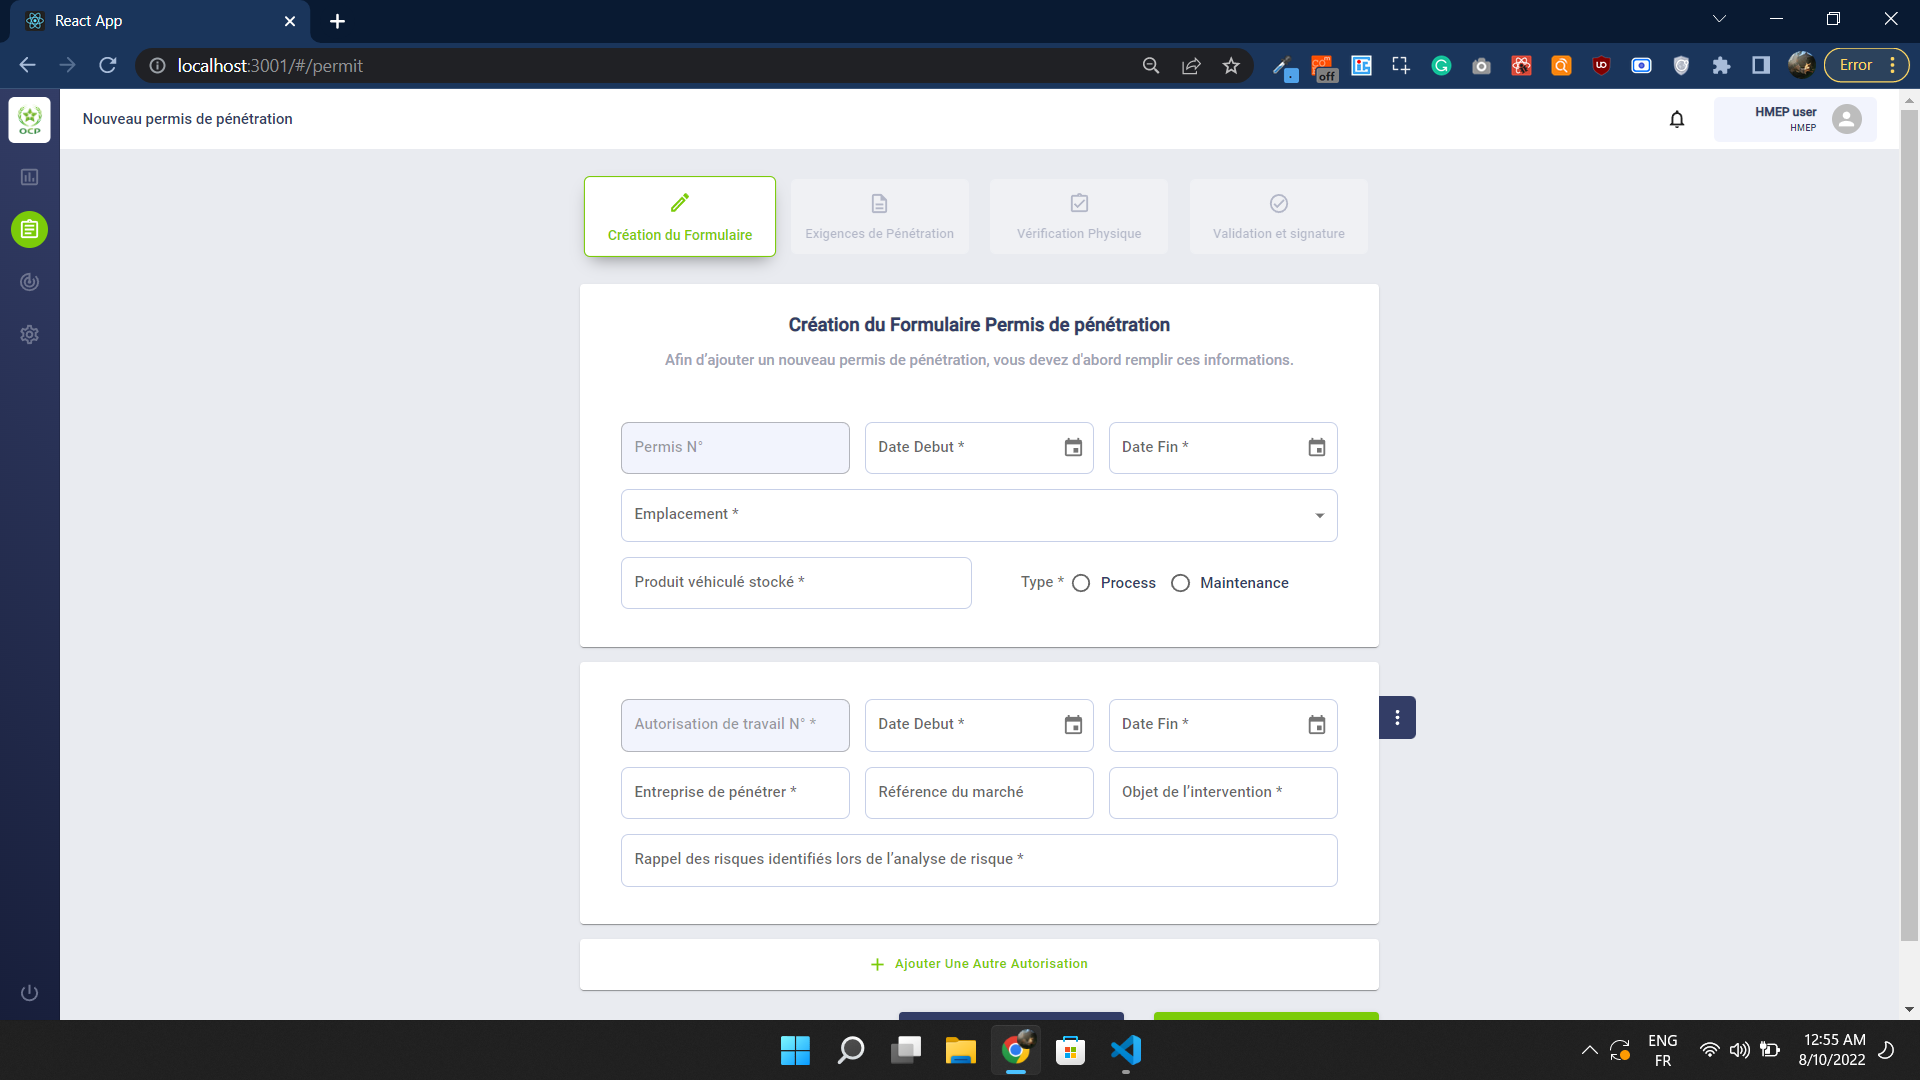 React App
localhost:3001/#/permit
off
Error
OCP
Nouveau permis de pénétration
HMEP user
HMEP
Création du Formulaire
Exigences de Pénétration
Vérification Physique
Validation et signature
Création du Formulaire Permis de pénétration
Afin d’ajouter un nouveau permis de pénétration, vous devez d'abord remplir ces informations.
Permis N°
Date Debut *
Date Fin *
Emplacement *
Produit véhiculé stocké *
Type *
Process
Maintenance
Autorisation de travail N° *
Date Debut *
Date Fin *
Entreprise de pénétrer *
Référence du marché
Objet de l’intervention *
Rappel des risques identifiés lors de l’analyse de risque *
Ajouter Une Autre Autorisation
ENG
FR
12:55 AM
8/10/2022